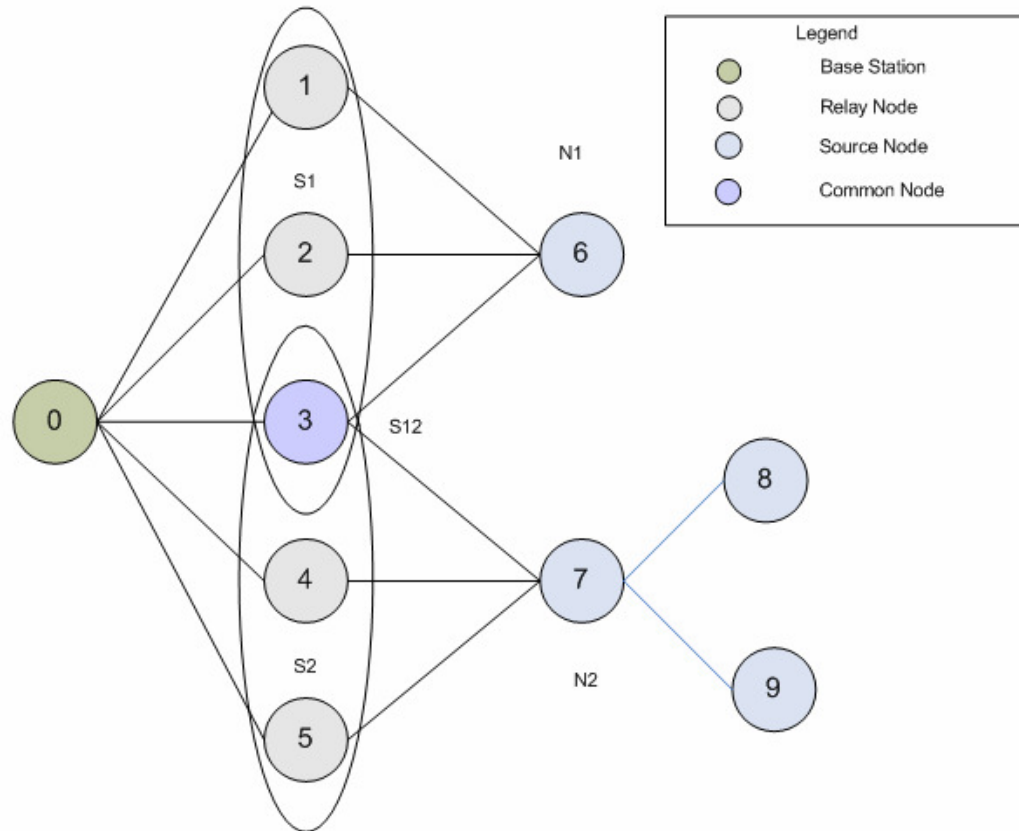 1
S1
2
0
3
S12
4
S2
5
N1
6
7
N2
8
9
Legend
Base Station
Relay Node
Source Node
Common Node